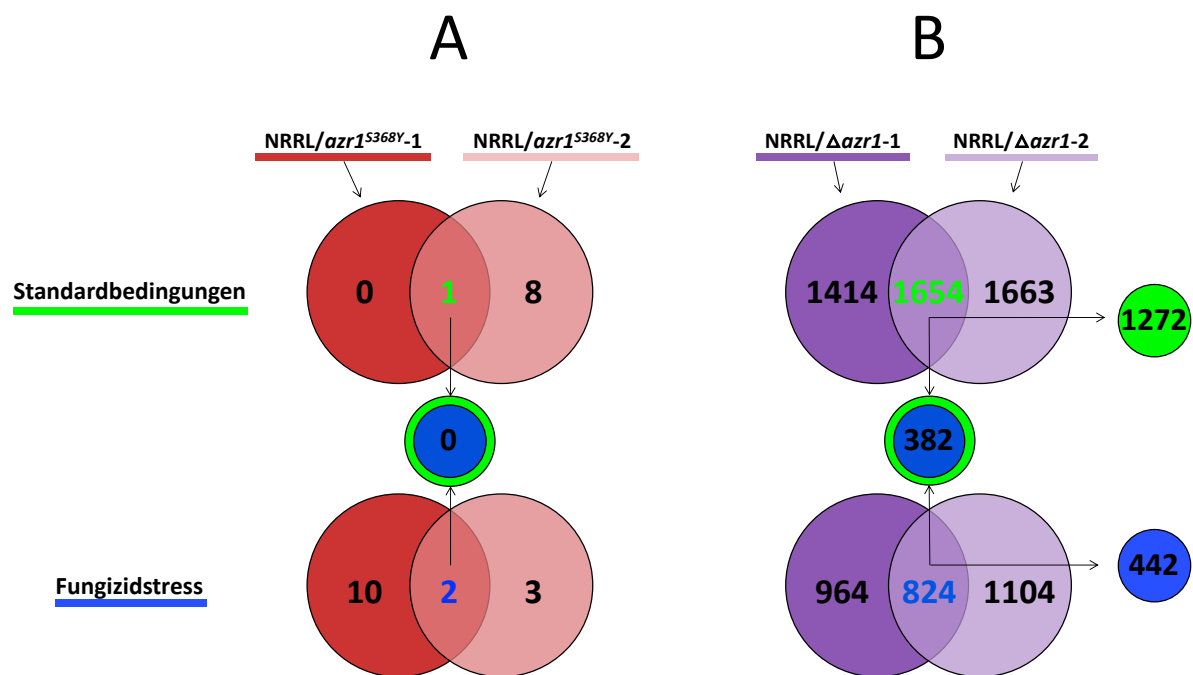 A B
NRRL/azr1S368Y-1 NRRL/azr1S368Y-2 NRRL/Δazr1-1 NRRL/Δazr1-2
Standardbedingungen 0 1 8 1414 1654 1663 1272
0 382
Fungizidstress 10 2 3 964 824 1104 442